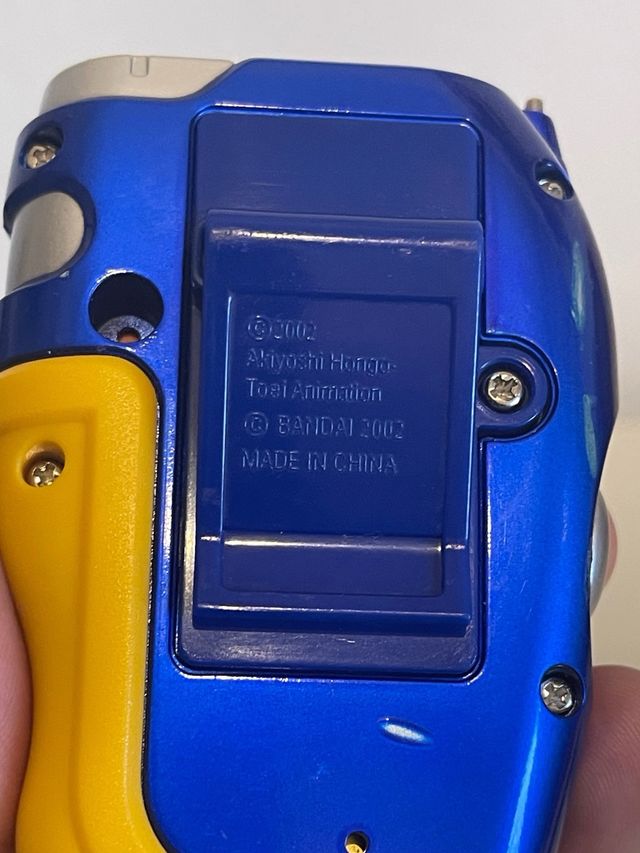 © 2002
Akiyoshi Hongo-
Toei Animation
© BANDAI 2002
MADE IN CHINA